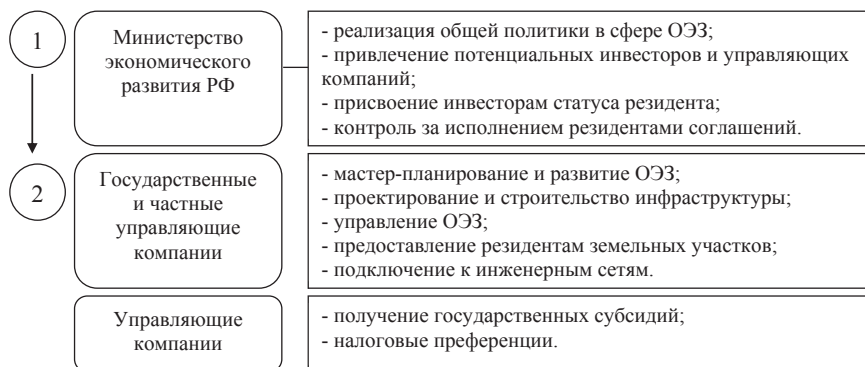 1
Министерство
экономического
развития РФ
- реализация общей политики в сфере ОЭЗ;
- привлечение потенциальных инвесторов и управляющих
компаний;
- присвоение инвесторам статуса резидента;
- контроль за исполнением резидентами соглашений.
2
Государственные
и частные
управляющие
компании
- мастер-планирование и развитие ОЭЗ;
- проектирование и строительство инфраструктуры;
- управление ОЭЗ;
- предоставление резидентам земельных участков;
- подключение к инженерным сетям.
Управляющие
компании
- получение государственных субсидий;
- налоговые преференции.